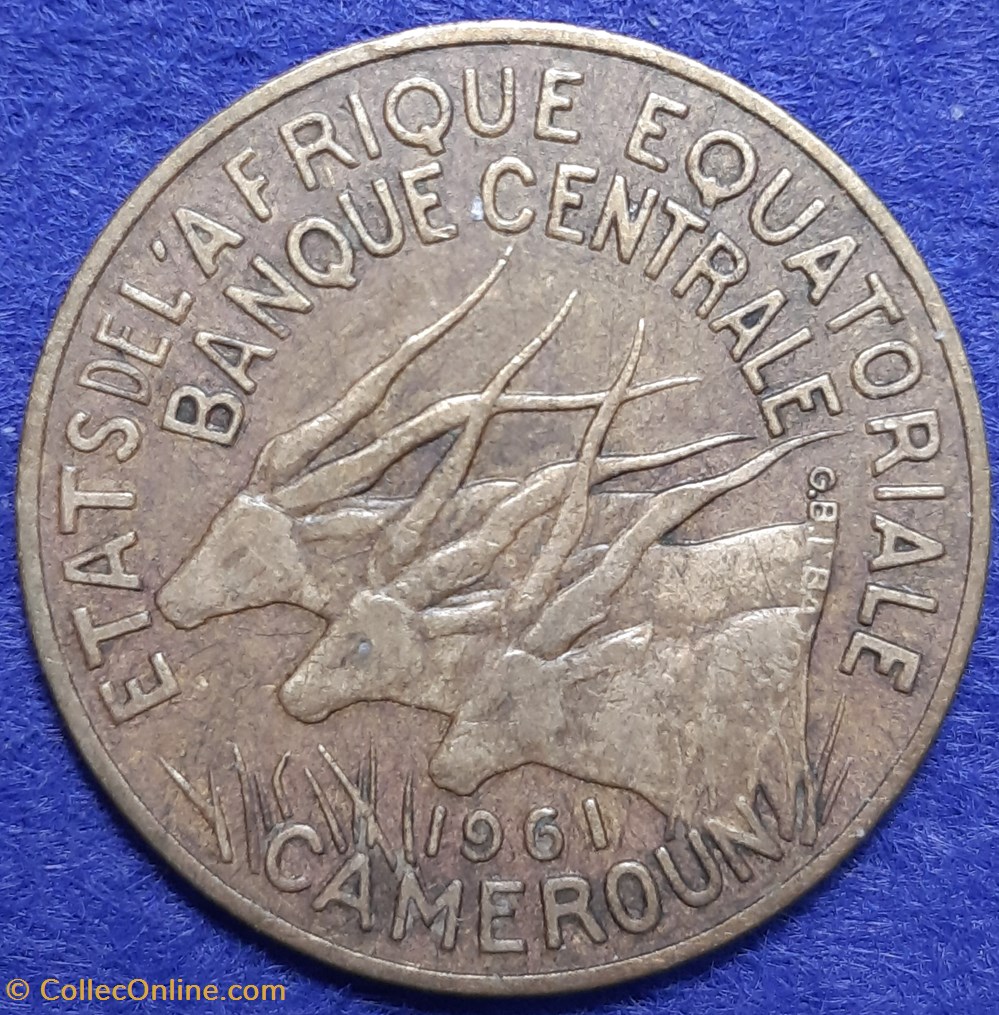 ETATS DE L'AFRIQUE EQUATORIALE
BANQUE CENTRALE
1961
CAMEROUN
© CollecOnline.com